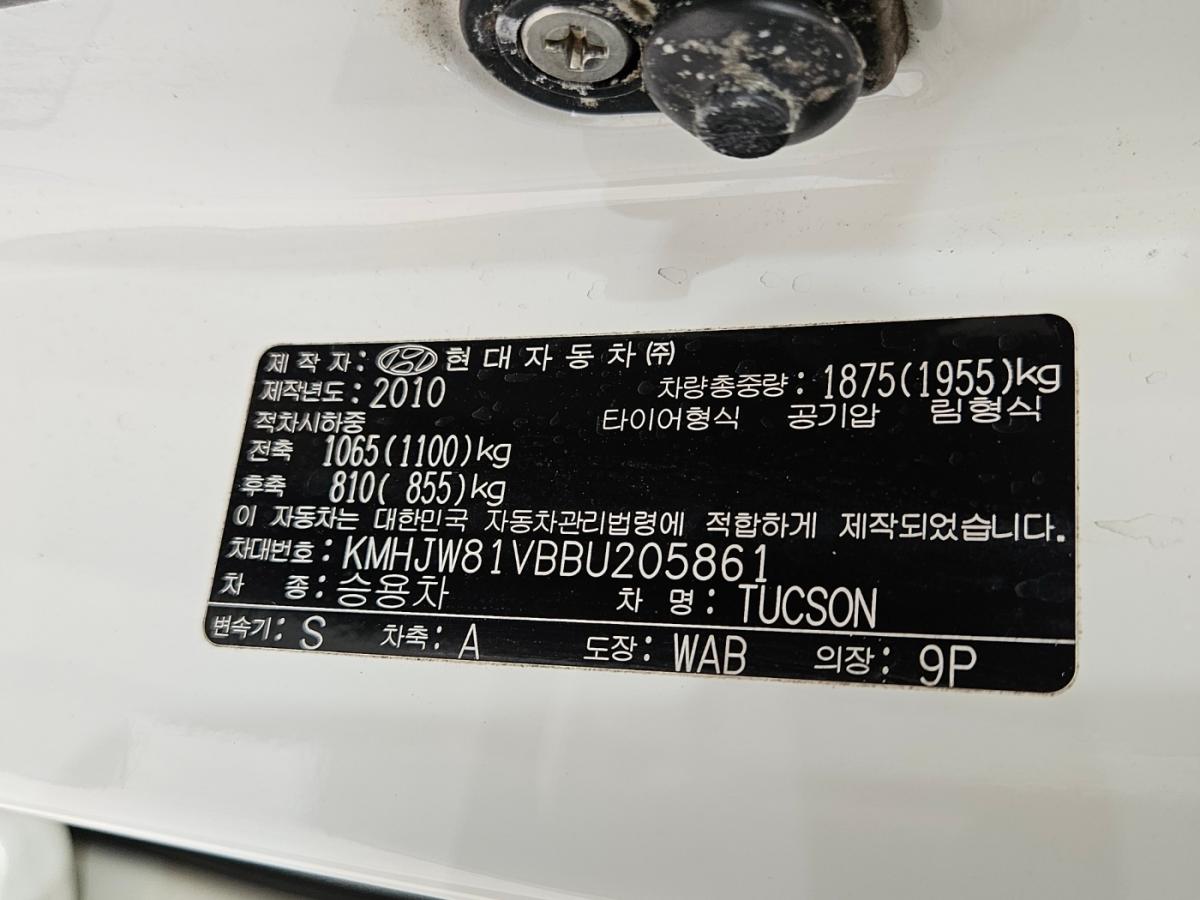 제 작 자 : 현 대 자 동 차 ㈜
제작년도 : 2010 차량총중량 : 1875(1955)kg
적차시하중 타이어형식 공기압 림형식
전축 1065(1100)kg
후축 810( 855)kg
이 자동차는 대한민국 자동차관리법령에 적합하게 제작되었습니다.
차대번호 : KMHJW81VBBU205861
차 종 : 승용차 차 명 : TUCSON
변속기 : S 차축 : A 도장 : WAB 의장 : 9P